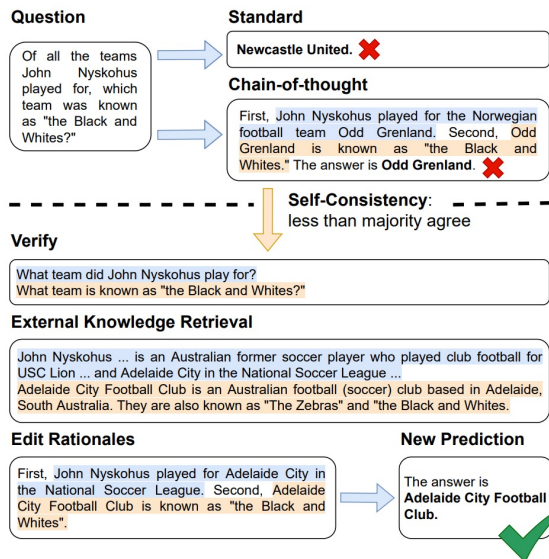 Question
Of all the teams
John Nyskohus
played for, which
team was known
as "the Black and
Whites?"
Standard
Newcastle United.
Chain-of-thought
First, John Nyskohus played for the Norwegian
football team Odd Grenland. Second, Odd
Grenland is known as "the Black and
Whites." The answer is Odd Grenland.
Self-Consistency:
less than majority agree
Verify
What team did John Nyskohus play for?
What team is known as "the Black and Whites?"
External Knowledge Retrieval
John Nyskohus ... is an Australian former soccer player who played club football for
USC Lion ... and Adelaide City in the National Soccer League ...
Adelaide City Football Club is an Australian football (soccer) club based in Adelaide,
South Australia. They are also known as "The Zebras" and "the Black and Whites.
Edit Rationales
First, John Nyskohus played for Adelaide City in
the National Soccer League. Second, Adelaide
City Football Club is known as "the Black and
Whites".
New Prediction
The answer is
Adelaide City Football
Club.